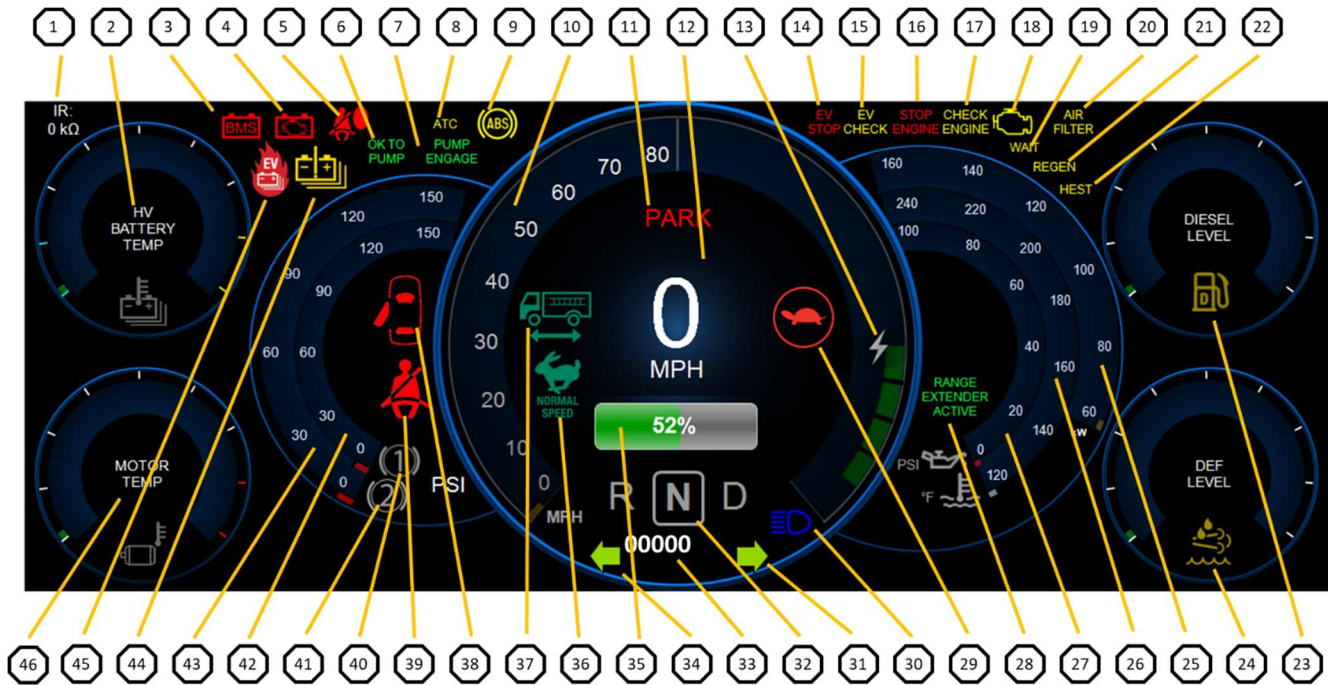 1 2 3 4 5 6 7 8 9 10 11 12 13 14 15 16 17 18 19 20 21 22
IR:
0 kΩ
BMS
OK TO
PUMP
ATC
PUMP
ENGAGE
ABS
EV
STOP
EV
CHECK
STOP
ENGINE
CHECK
ENGINE
WAIT
AIR
FILTER
REGEN
HEST
EV
HV
BATTERY
TEMP
MOTOR
TEMP
150
120
90
60
30
0
150
120
90
60
30
0
1
2
PSI
80
70
60
50
40
30
20
10
0
MPH
PARK
0
MPH
NORMAL
SPEED
52%
R N D
00000
160
140
120
100
80
60
kW
240
220
200
180
160
140
120
100
80
60
40
20
0
RANGE
EXTENDER
ACTIVE
PSI
°F
DIESEL
LEVEL
D
DEF
LEVEL
46 45 44 43 42 41 40 39 38 37 36 35 34 33 32 31 30 29 28 27 26 25 24 23